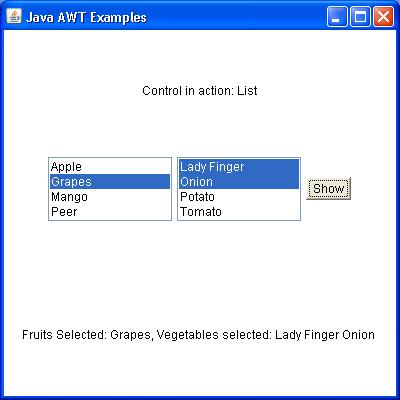 Java AWT Examples
Control in action: List
Apple
Grapes
Mango
Peer
Lady Finger
Onion
Potato
Tomato
Show
Fruits Selected: Grapes, Vegetables selected: Lady Finger Onion